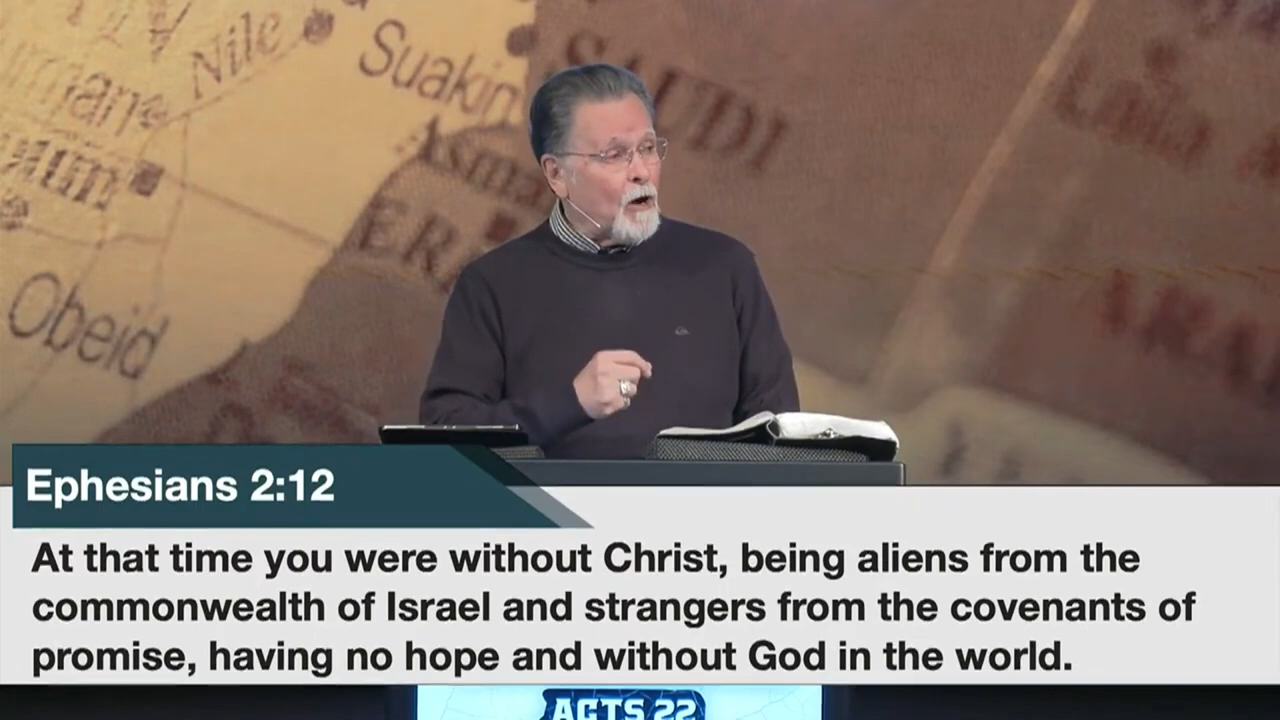 Nile
Suakin
SAUDI
Asma
ER
Obeid
Ephesians 2:12
At that time you were without Christ, being aliens from the
commonwealth of Israel and strangers from the covenants of
promise, having no hope and without God in the world.
ACTS 22